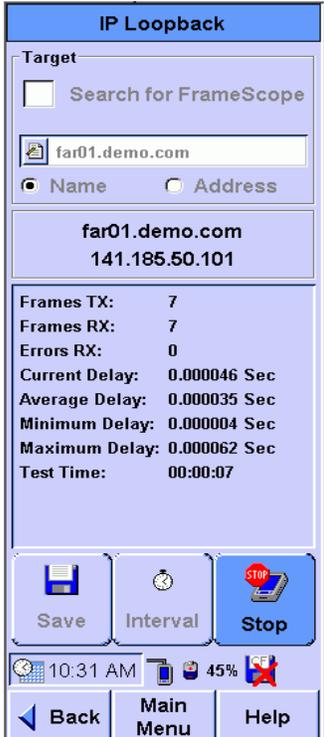 IP Loopback
Target
Search for FrameScope
far01.demo.com
Name Address
far01.demo.com
141.185.50.101
Frames TX: 7
Frames RX: 7
Errors RX: 0
Current Delay: 0.000046 Sec
Average Delay: 0.000035 Sec
Minimum Delay: 0.000004 Sec
Maximum Delay: 0.000062 Sec
Test Time: 00:00:07
STOP
Save Interval Stop
10:31 AM 45% CF
Back Main Menu Help